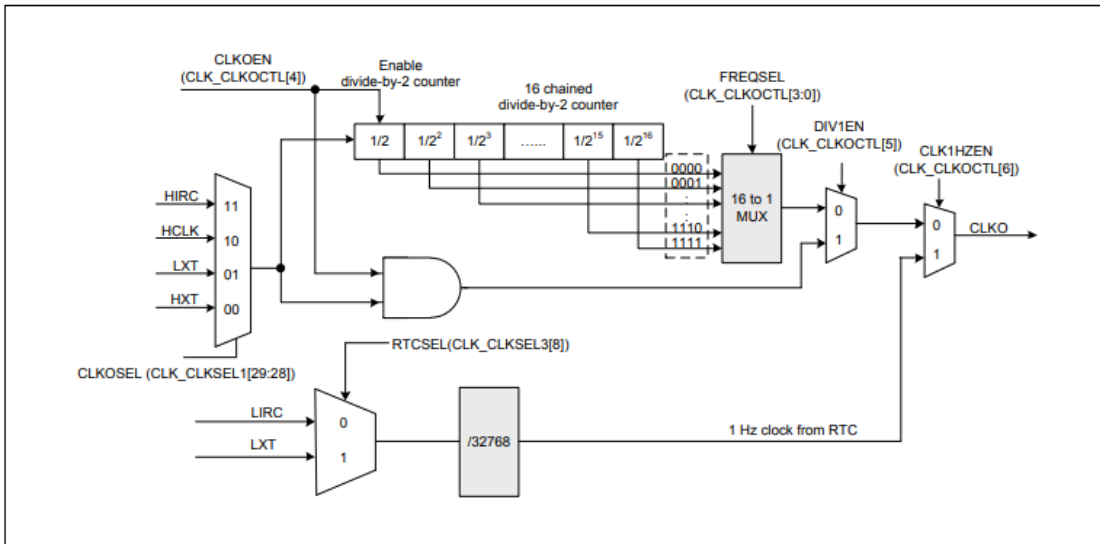 CLKOEN
(CLK_CLKOCTL[4])
Enable
divide-by-2 counter
16 chained
divide-by-2 counter
FREQSEL
(CLK_CLKOCTL[3:0])
DIV1EN
(CLK_CLKOCTL[5])
CLK1HZEN
(CLK_CLKOCTL[6])
1/2
1/2²
1/2³
......
1/2¹⁵
1/2¹⁶
0000
0001
:
:
1110
1111
16 to 1
MUX
0
1
0
1
CLKO
HIRC
11
HCLK
10
LXT
01
HXT
00
CLKOSEL (CLK_CLKSEL1[29:28])
RTCSEL(CLK_CLKSEL3[8])
LIRC
0
LXT
1
/32768
1 Hz clock from RTC